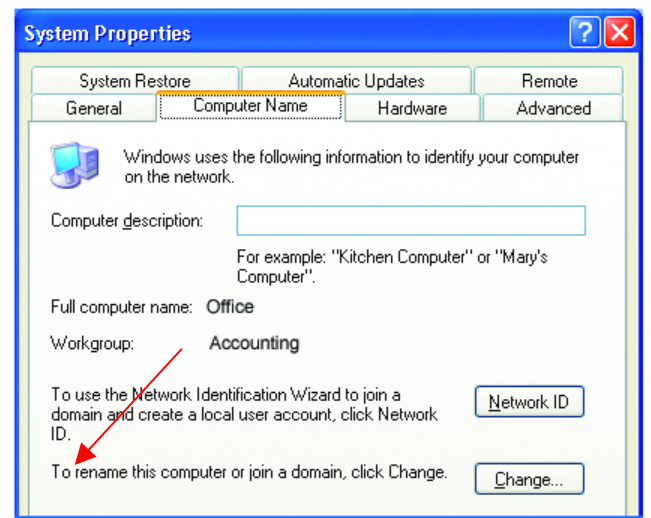 System Properties
System Restore
Automatic Updates
Remote
General
Computer Name
Hardware
Advanced
Windows uses the following information to identify your computer
on the network.
Computer description:
For example: "Kitchen Computer" or "Mary's
Computer".
Full computer name: Office
Workgroup: Accounting
To use the Network Identification Wizard to join a
domain and create a local user account, click Network
ID.
Network ID
To rename this computer or join a domain, click Change.
Change...